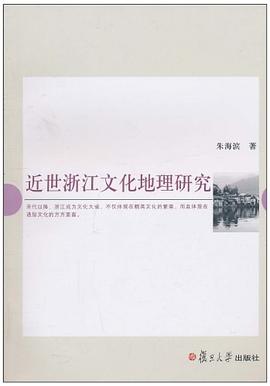 朱海滨 著
近世浙江文化地理研究
宋代以降，浙江成为文化大省，不仅体现在精英文化的繁荣，而且体现在
通俗文化的方方面面。
復旦大學出版社